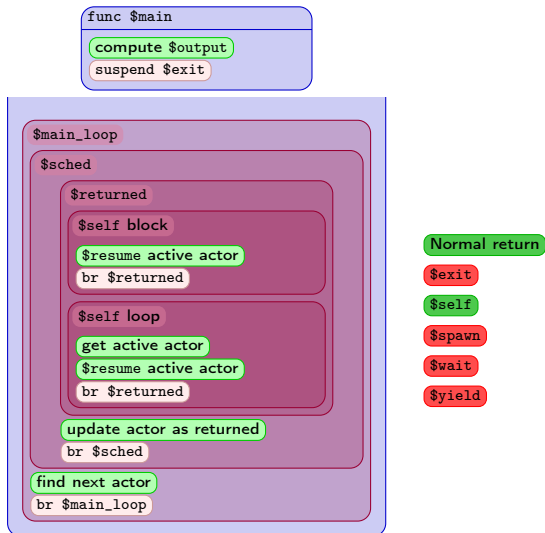 func $main
compute $output
suspend $exit
$main_loop
$sched
$returned
$self block
$resume active actor
br $returned
$self loop
get active actor
$resume active actor
br $returned
update actor as returned
br $sched
find next actor
br $main_loop
Normal return
$exit
$self
$spawn
$wait
$yield